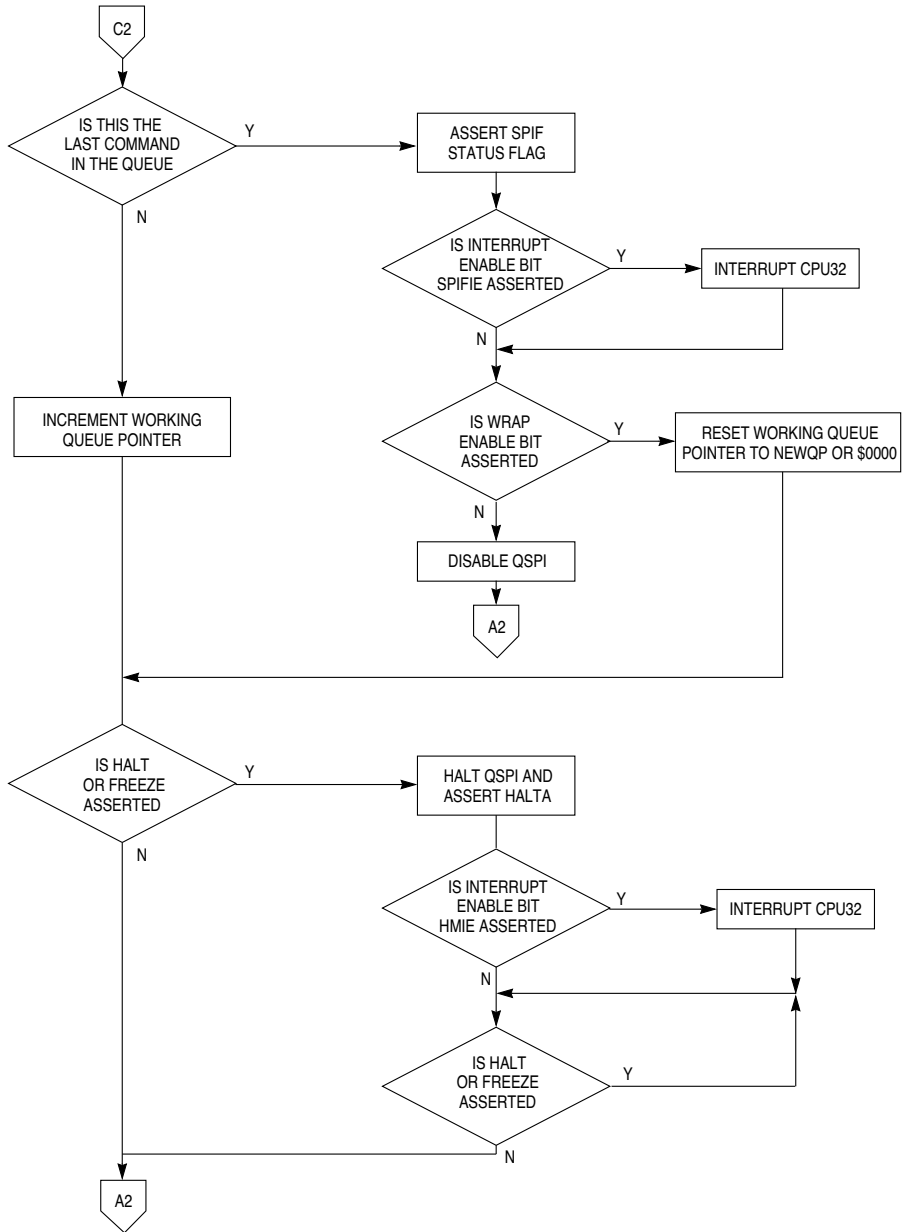 C2
IS THIS THE
LAST COMMAND
IN THE QUEUE
Y
N
ASSERT SPIF
STATUS FLAG
IS INTERRUPT
ENABLE BIT
SPIFIE ASSERTED
Y
INTERRUPT CPU32
N
INCREMENT WORKING
QUEUE POINTER
IS WRAP
ENABLE BIT
ASSERTED
Y
RESET WORKING QUEUE
POINTER TO NEWQP OR $0000
N
DISABLE QSPI
A2
IS HALT
OR FREEZE
ASSERTED
Y
N
HALT QSPI AND
ASSERT HALTA
IS INTERRUPT
ENABLE BIT
HMIE ASSERTED
Y
INTERRUPT CPU32
N
IS HALT
OR FREEZE
ASSERTED
Y
N
A2